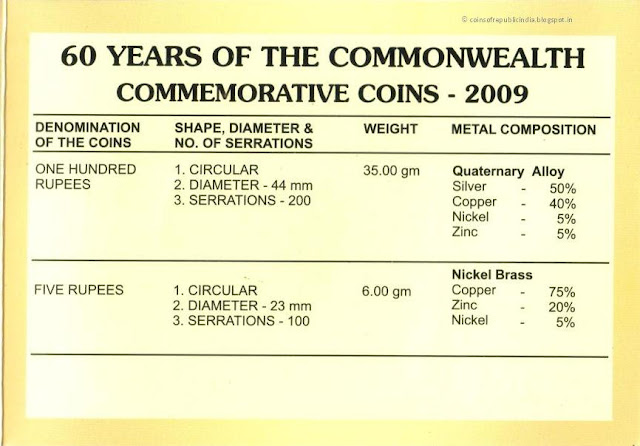 © coinsofrepublicindia.blogspot.in
60 YEARS OF THE COMMONWEALTH
COMMEMORATIVE COINS - 2009
DENOMINATION OF THE COINS SHAPE, DIAMETER & NO. OF SERRATIONS WEIGHT METAL COMPOSITION
ONE HUNDRED RUPEES
1. CIRCULAR
2. DIAMETER - 44 mm
3. SERRATIONS - 200
35.00 gm
Quaternary Alloy
Silver - 50%
Copper - 40%
Nickel - 5%
Zinc - 5%
FIVE RUPEES
1. CIRCULAR
2. DIAMETER - 23 mm
3. SERRATIONS - 100
6.00 gm
Nickel Brass
Copper - 75%
Zinc - 20%
Nickel - 5%